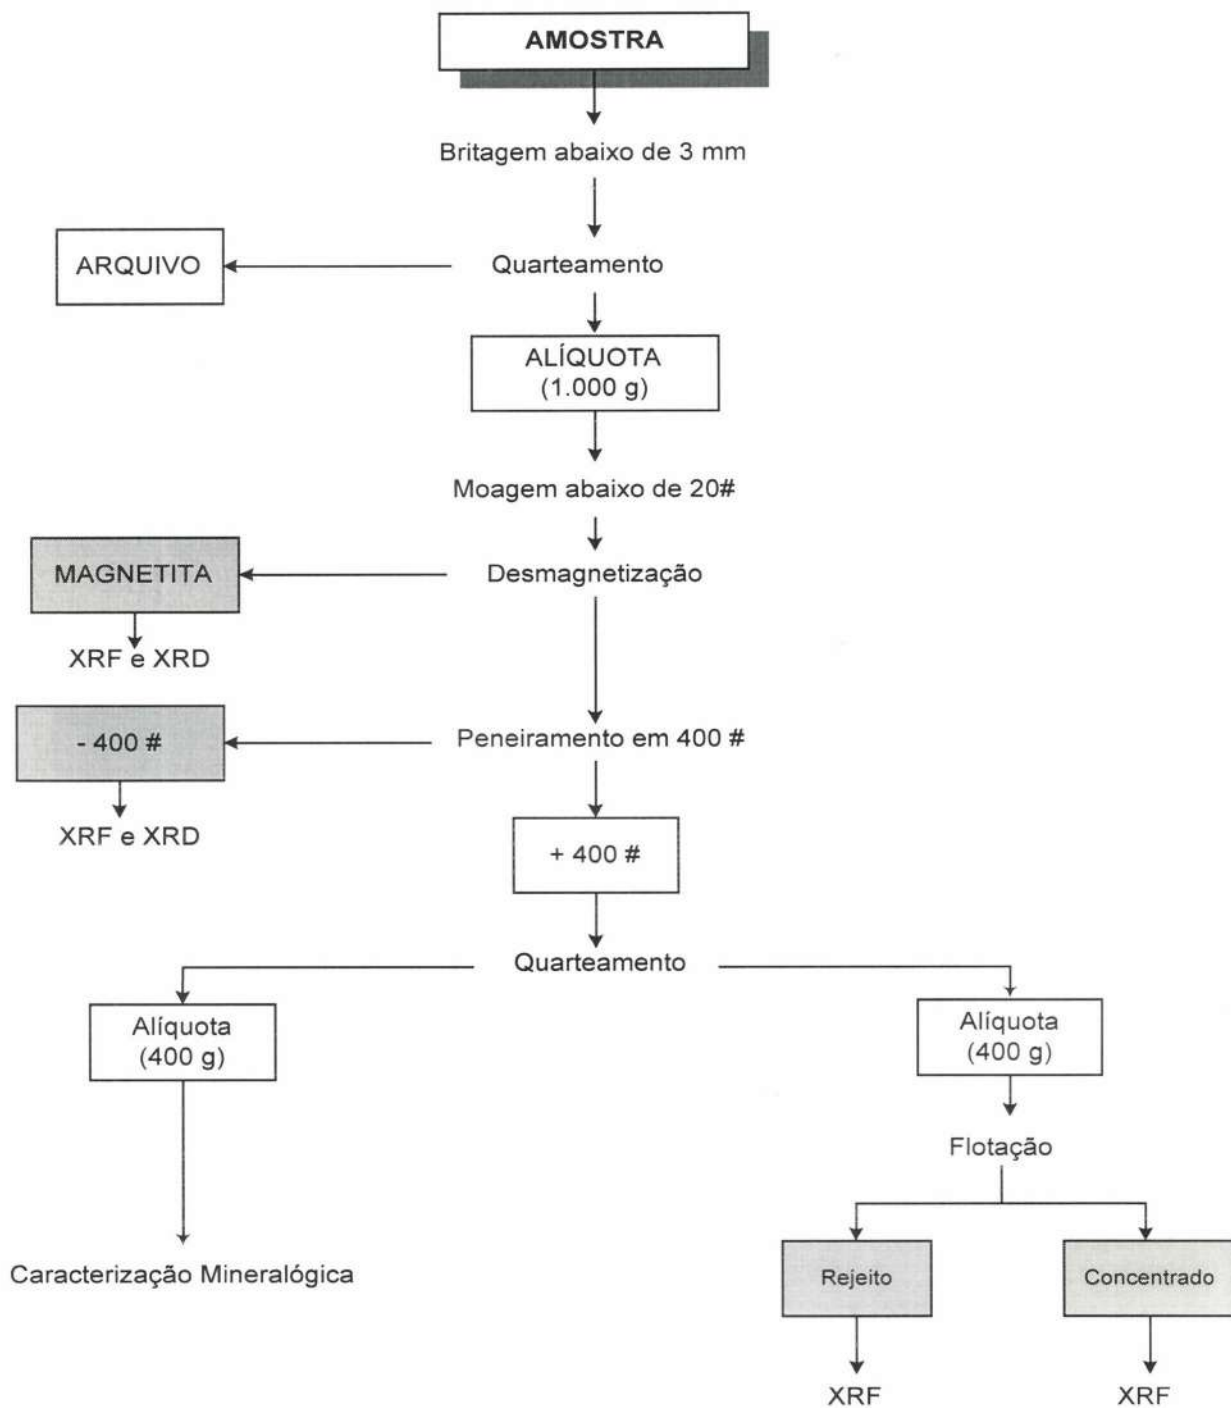 AMOSTRA
Britagem abaixo de 3 mm
ARQUIVO
Quarteamento
ALÍQUOTA
(1.000 g)
Moagem abaixo de 20#
MAGNETITA
Desmagnetização
XRF e XRD
- 400 #
Peneiramento em 400 #
XRF e XRD
+ 400 #
Quarteamento
Alíquota
(400 g)
Alíquota
(400 g)
Flotação
Caracterização Mineralógica
Rejeito
Concentrado
XRF
XRF